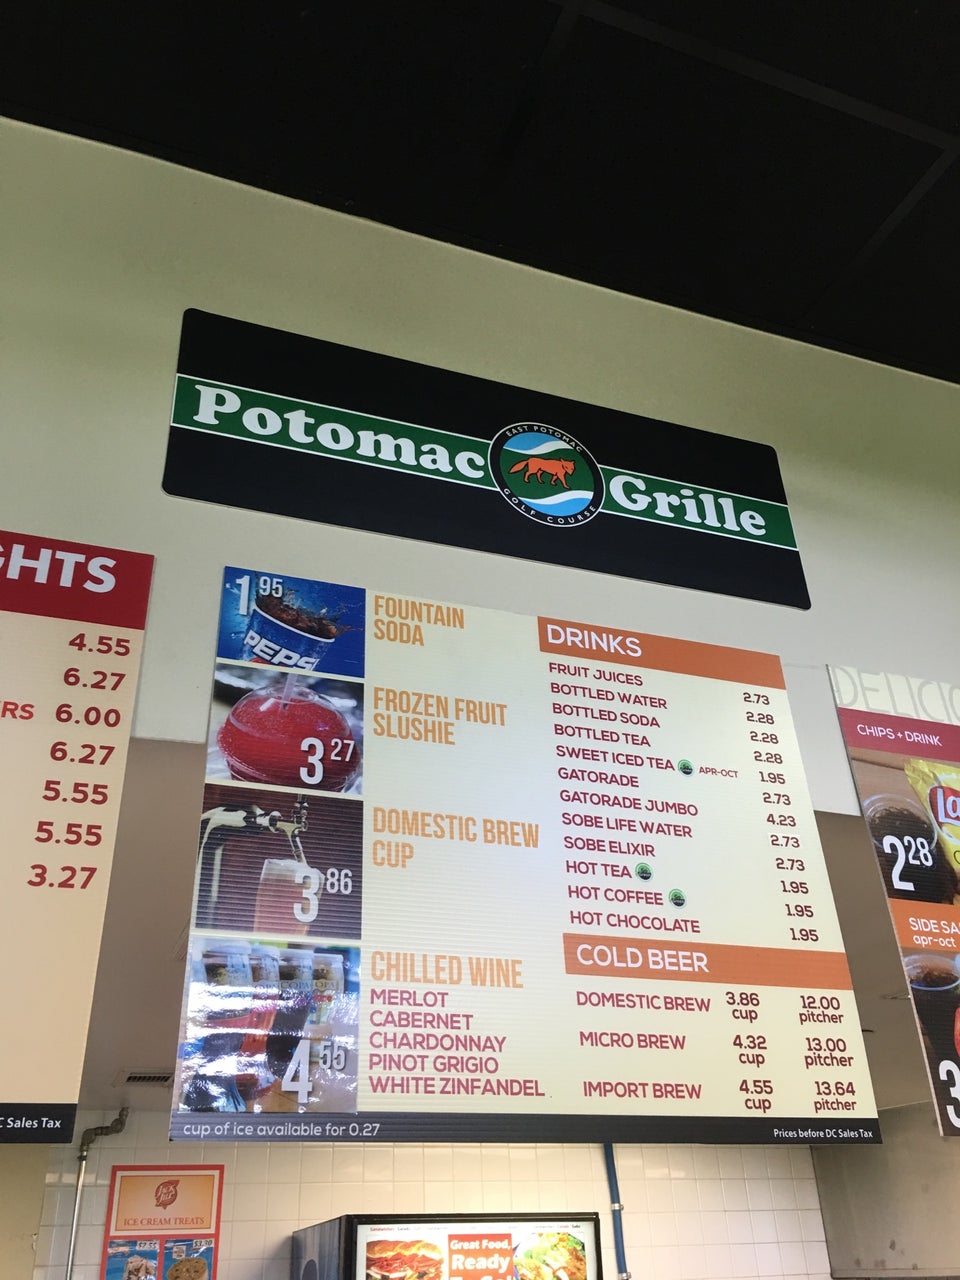 Potomac Grille
EAST POTOMAC
GOLF COURSE
GHTS
4.55
6.27
ERS 6.00
6.27
5.55
5.55
3.27
C Sales Tax
1 95
PEPSI
FOUNTAIN
SODA
3 27
FROZEN FRUIT
SLUSHIE
3 86
DOMESTIC BREW
CUP
4 55
CHILLED WINE
MERLOT
CABERNET
CHARDONNAY
PINOT GRIGIO
WHITE ZINFANDEL
DRINKS
FRUIT JUICES 2.73
BOTTLED WATER 2.28
BOTTLED SODA 2.28
BOTTLED TEA 2.28
SWEET ICED TEA APR-OCT 1.95
GATORADE 2.73
GATORADE JUMBO 4.23
SOBE LIFE WATER 2.73
SOBE ELIXIR 2.73
HOT TEA 1.95
HOT COFFEE 1.95
HOT CHOCOLATE 1.95
COLD BEER
DOMESTIC BREW 3.86 cup 12.00 pitcher
MICRO BREW 4.32 cup 13.00 pitcher
IMPORT BREW 4.55 cup 13.64 pitcher
cup of ice available for 0.27
Prices before DC Sales Tax
DELICIO
CHIPS + DRINK
La
2 28
SIDE SA
apr-oct
3
JACK & JILL
ICE CREAM TREATS
Great Food,
Ready
To Go!